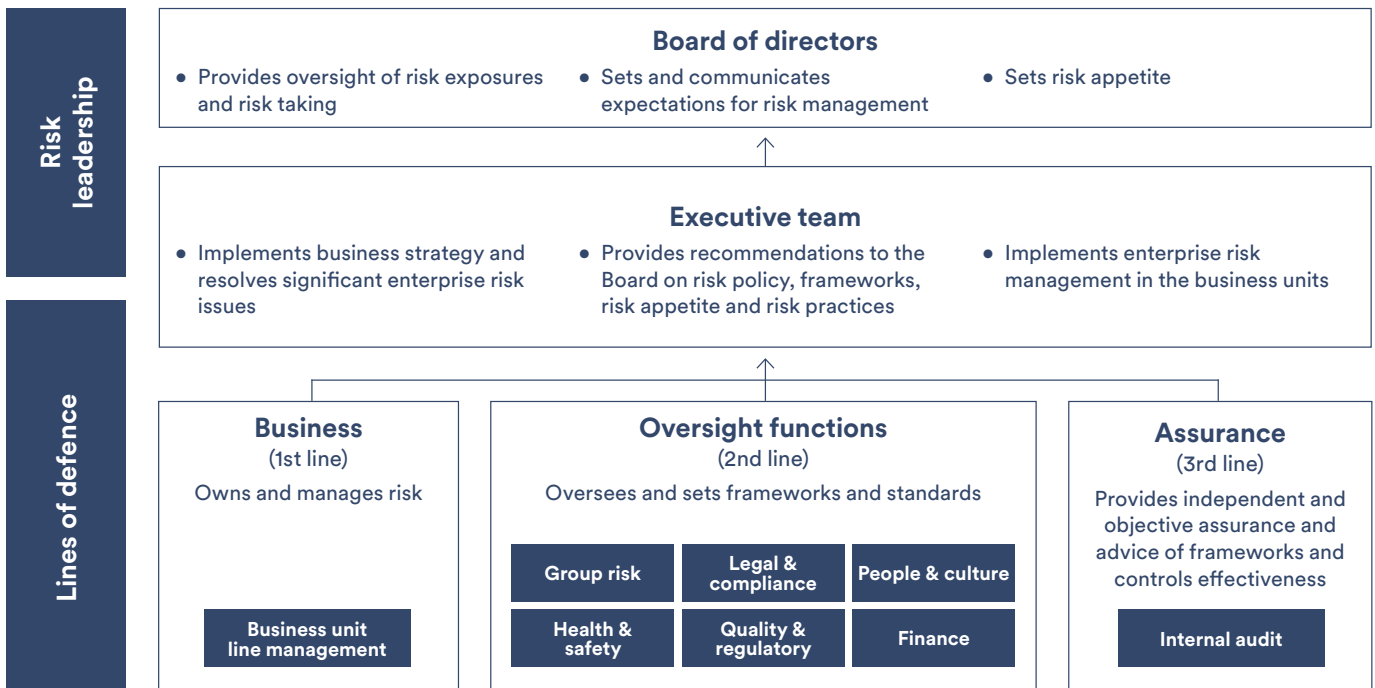 Risk
leadership
Board of directors
● Provides oversight of risk exposures
and risk taking
● Sets and communicates
expectations for risk management
● Sets risk appetite
Executive team
● Implements business strategy and
resolves significant enterprise risk
issues
● Provides recommendations to the
Board on risk policy, frameworks,
risk appetite and risk practices
● Implements enterprise risk
management in the business units
Lines of defence
Business
(1st line)
Owns and manages risk
Business unit
line management
Oversight functions
(2nd line)
Oversees and sets frameworks and standards
Group risk
Legal &
compliance
People & culture
Health &
safety
Quality &
regulatory
Finance
Assurance
(3rd line)
Provides independent and
objective assurance and
advice of frameworks and
controls effectiveness
Internal audit